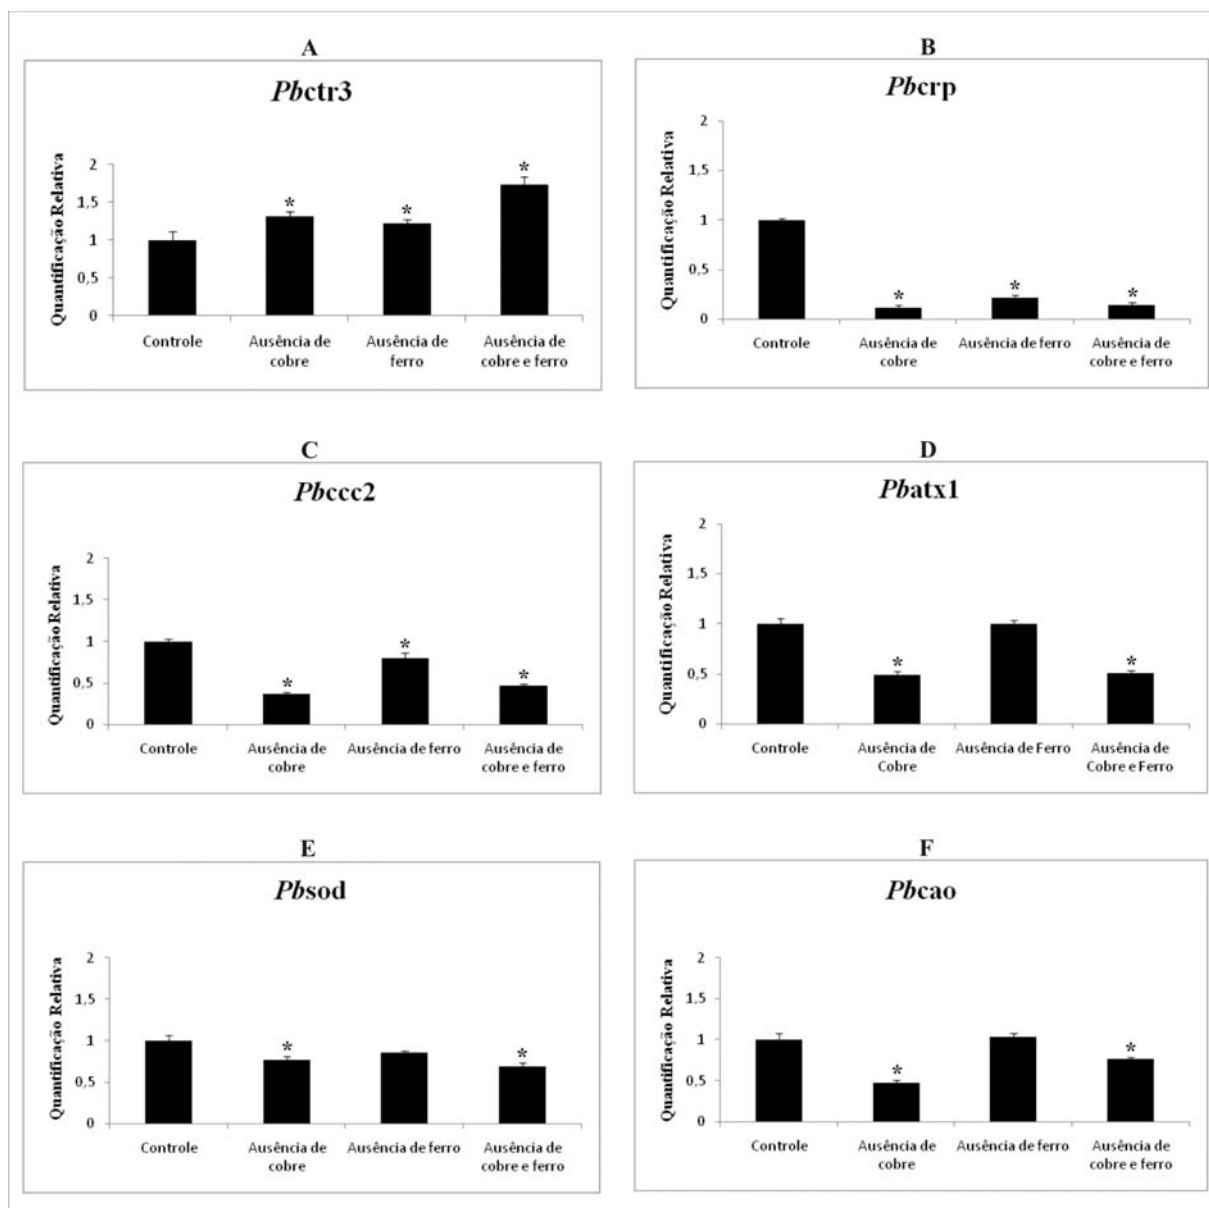 A
Pbctr3
Quantificação Relativa
2
1,5
1
0,5
0
*
*
*
Controle
Ausência de cobre
Ausência de ferro
Ausência de cobre e ferro
B
Pbcrp
Quantificação Relativa
2
1,5
1
0,5
0
*
*
*
Controle
Ausência de cobre
Ausência de ferro
Ausência de cobre e ferro
C
Pbccc2
Quantificação Relativa
2
1,5
1
0,5
0
*
*
*
Controle
Ausência de cobre
Ausência de ferro
Ausência de cobre e ferro
D
Pbatx1
Quantificação Relativa
2
1,5
1
0,5
0
*
*
Controle
Ausência de Cobre
Ausência de Ferro
Ausência de Cobre e Ferro
E
Pbsod
Quantificação Relativa
2
1,5
1
0,5
0
*
*
Controle
Ausência de cobre
Ausência de ferro
Ausência de cobre e ferro
F
Pbcao
Quantificação Relativa
2
1,5
1
0,5
0
*
*
Controle
Ausência de cobre
Ausência de ferro
Ausência de cobre e ferro